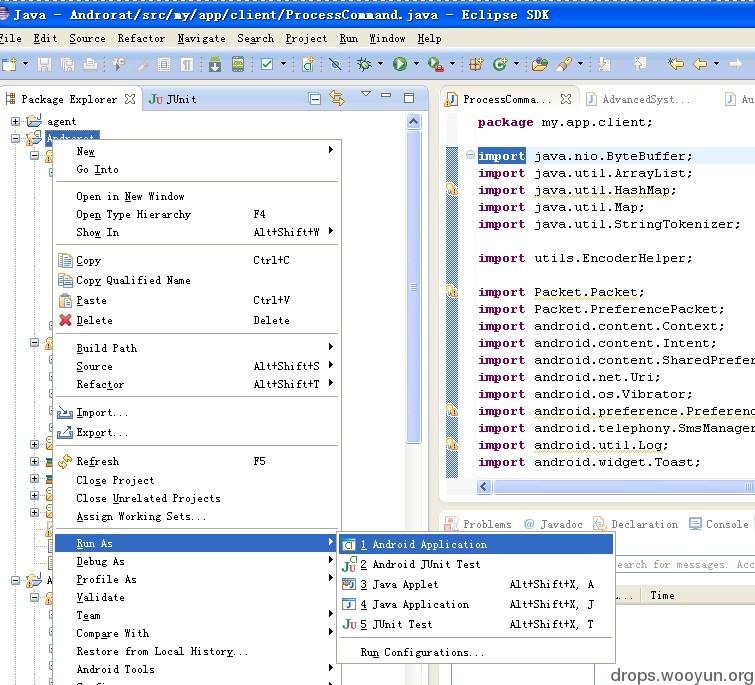 Java - Androrat/src/my/app/client/ProcessCommand.java - Eclipse SDK
File Edit Source Refactor Navigate Search Project Run Window Help
Package Explorer JUnit
agent
Androrat
New
Go Into
Open in New Window
Open Type Hierarchy F4
Show In Alt+Shift+W
Copy Ctrl+C
Copy Qualified Name
Paste Ctrl+V
Delete Delete
Build Path
Source Alt+Shift+S
Refactor Alt+Shift+T
Import...
Export...
Refresh F5
Close Project
Close Unrelated Projects
Assign Working Sets...
Run As
Debug As
Profile As
Validate
Team
Compare With
Restore from Local History...
Android Tools
1 Android Application
2 Android JUnit Test
3 Java Applet Alt+Shift+X, A
4 Java Application Alt+Shift+X, J
5 JUnit Test Alt+Shift+X, T
Run Configurations...
ProcessComma... AdvancedSyst... Au
package my.app.client;
import java.nio.ByteBuffer;
import java.util.ArrayList;
import java.util.HashMap;
import java.util.Map;
import java.util.StringTokenizer;
import utils.EncoderHelper;
import Packet.Packet;
import Packet.PreferencePacket;
import android.content.Context;
import android.content.Intent;
import android.content.SharedPrefer
import android.net.Uri;
import android.os.Vibrator;
import android.preference.Preferenc
import android.telephony.SmsManager
import android.util.Log;
import android.widget.Toast;
Problems @ Javadoc Declaration Console
earch for messages. Acc
... Time
drops.wooyun.org